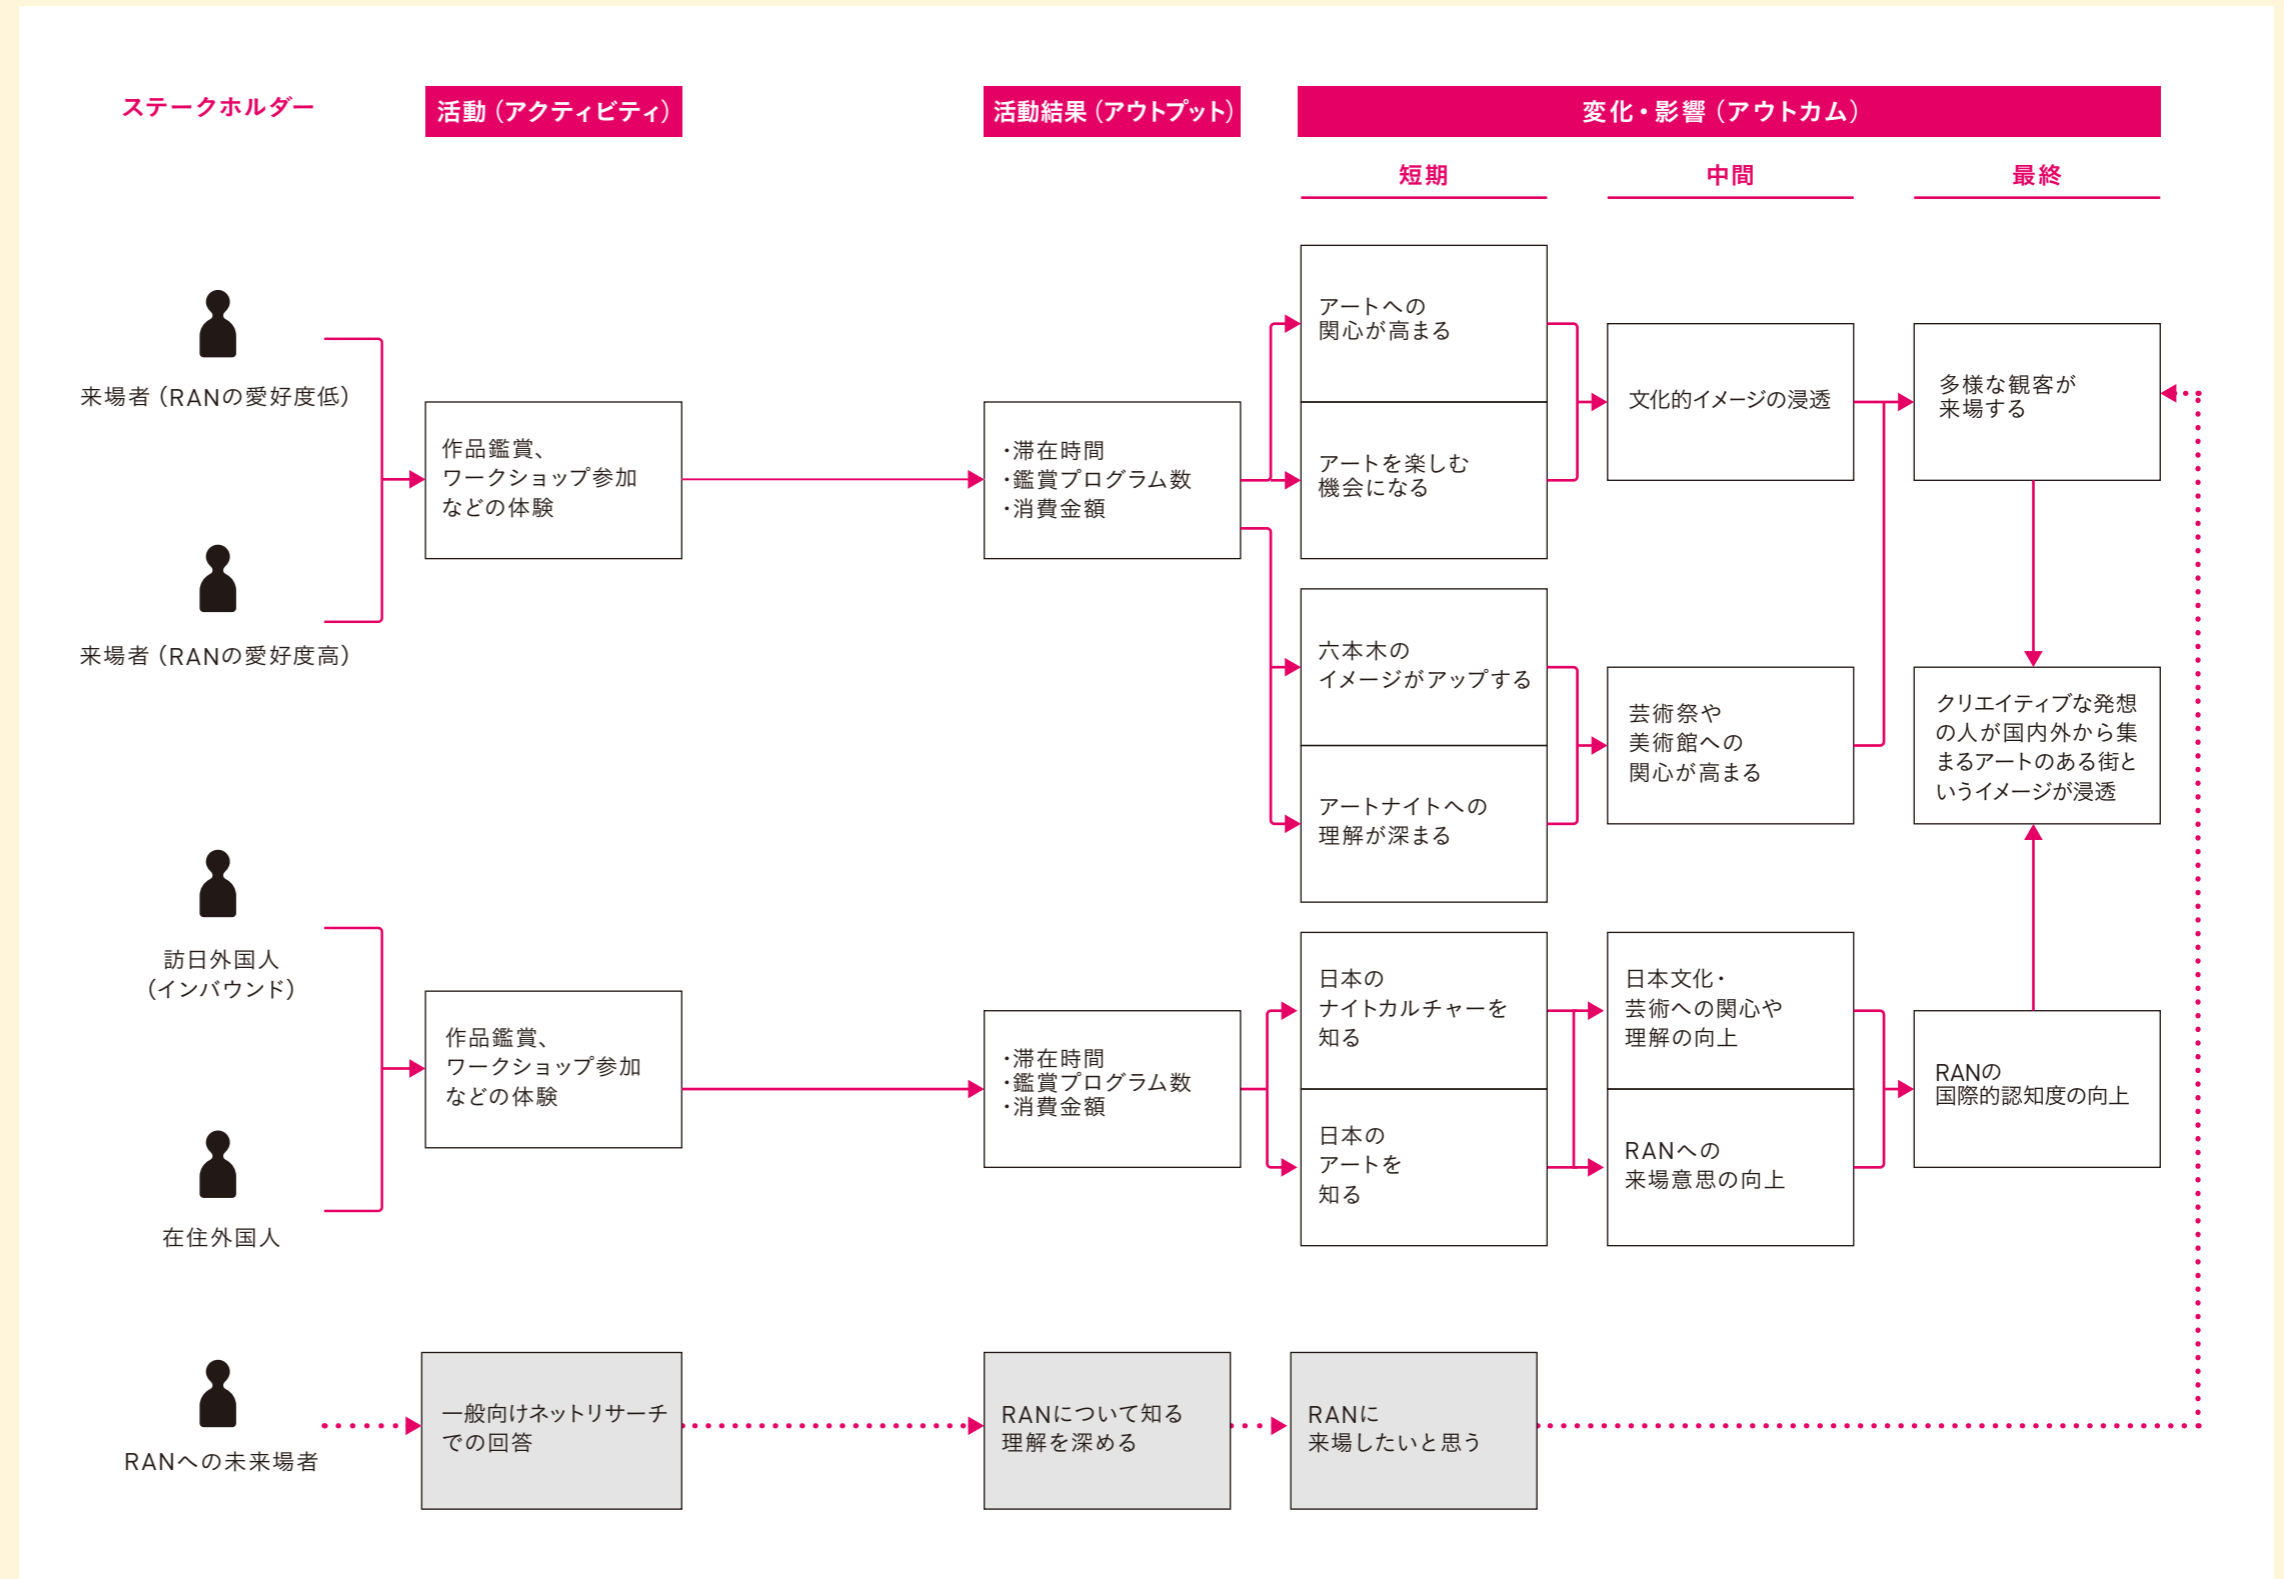 ステークホルダー
活動（アクティビティ）
活動結果（アウトプット）
変化・影響（アウトカム）
短期
中間
最終
来場者（RANの愛好度低）
来場者（RANの愛好度高）
作品鑑賞、
ワークショップ参加
などの体験
・滞在時間
・鑑賞プログラム数
・消費金額
アートへの
関心が高まる
アートを楽しむ
機会になる
六本木の
イメージがアップする
アートナイトへの
理解が深まる
文化的イメージの浸透
芸術祭や
美術館への
関心が高まる
多様な観客が
来場する
クリエイティブな発想
の人が国内外から集
まるアートのある街と
いうイメージが浸透
訪日外国人
（インバウンド）
在住外国人
作品鑑賞、
ワークショップ参加
などの体験
・滞在時間
・鑑賞プログラム数
・消費金額
日本の
ナイトカルチャーを
知る
日本の
アートを
知る
日本文化・
芸術への関心や
理解の向上
RANへの
来場意思の向上
RANの
国際的認知度の向上
RANへの未来場者
一般向けネットリサーチ
での回答
RANについて知る
理解を深める
RANに
来場したいと思う